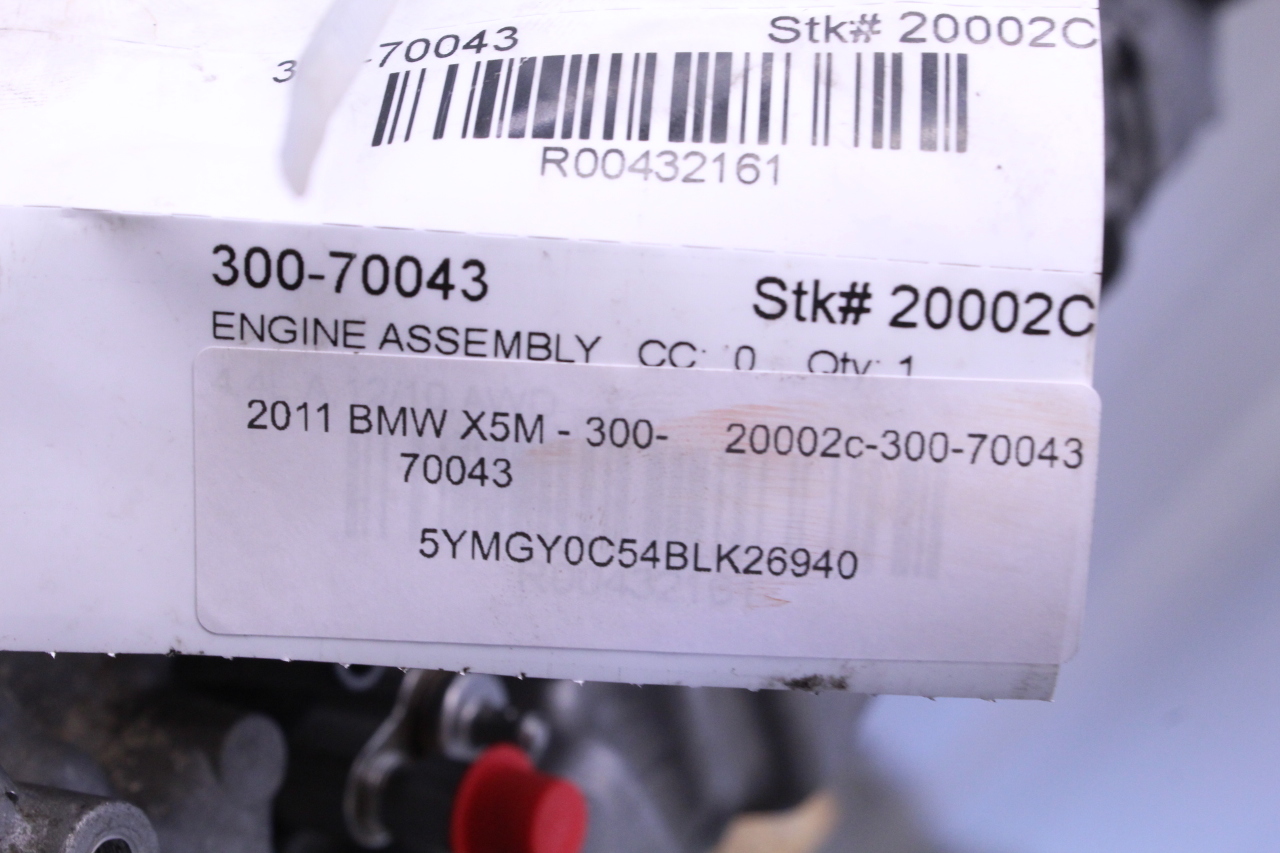 -70043 Stk# 20002C
R00432161
300-70043 Stk# 20002C
ENGINE ASSEMBLY CC: 0 Qty: 1
2011 BMW X5M - 300- 20002c-300-70043
70043
5YMGY0C54BLK26940
R00432161